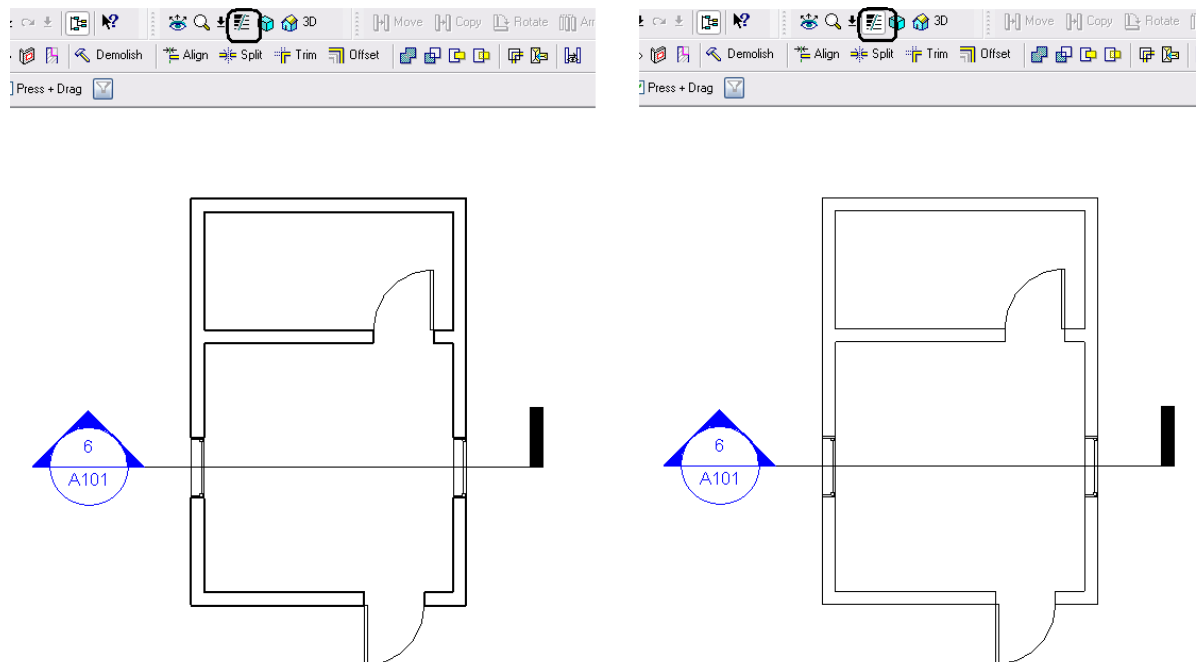 3D Move Copy Rotate
Demolish Align Split Trim Offset
Press + Drag
6
A101
3D Move Copy Rotate
Demolish Align Split Trim Offset
Press + Drag
6
A101